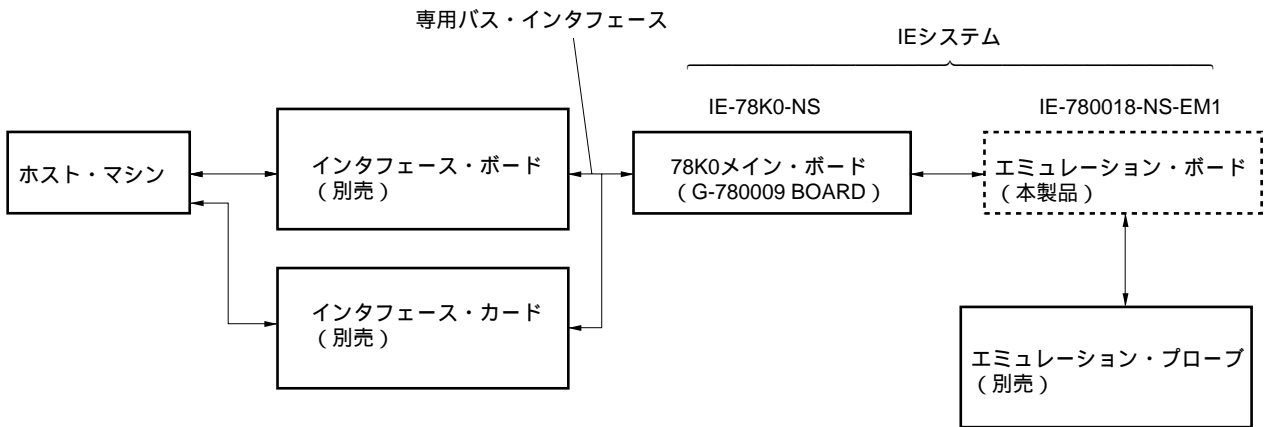 専用バス・インタフェース
IEシステム
IE-78K0-NS
IE-780018-NS-EM1
ホスト・マシン
インタフェース・ボード
（別売）
78K0メイン・ボード
（G-780009 BOARD）
エミュレーション・ボード
（本製品）
インタフェース・カード
（別売）
エミュレーション・プローブ
（別売）